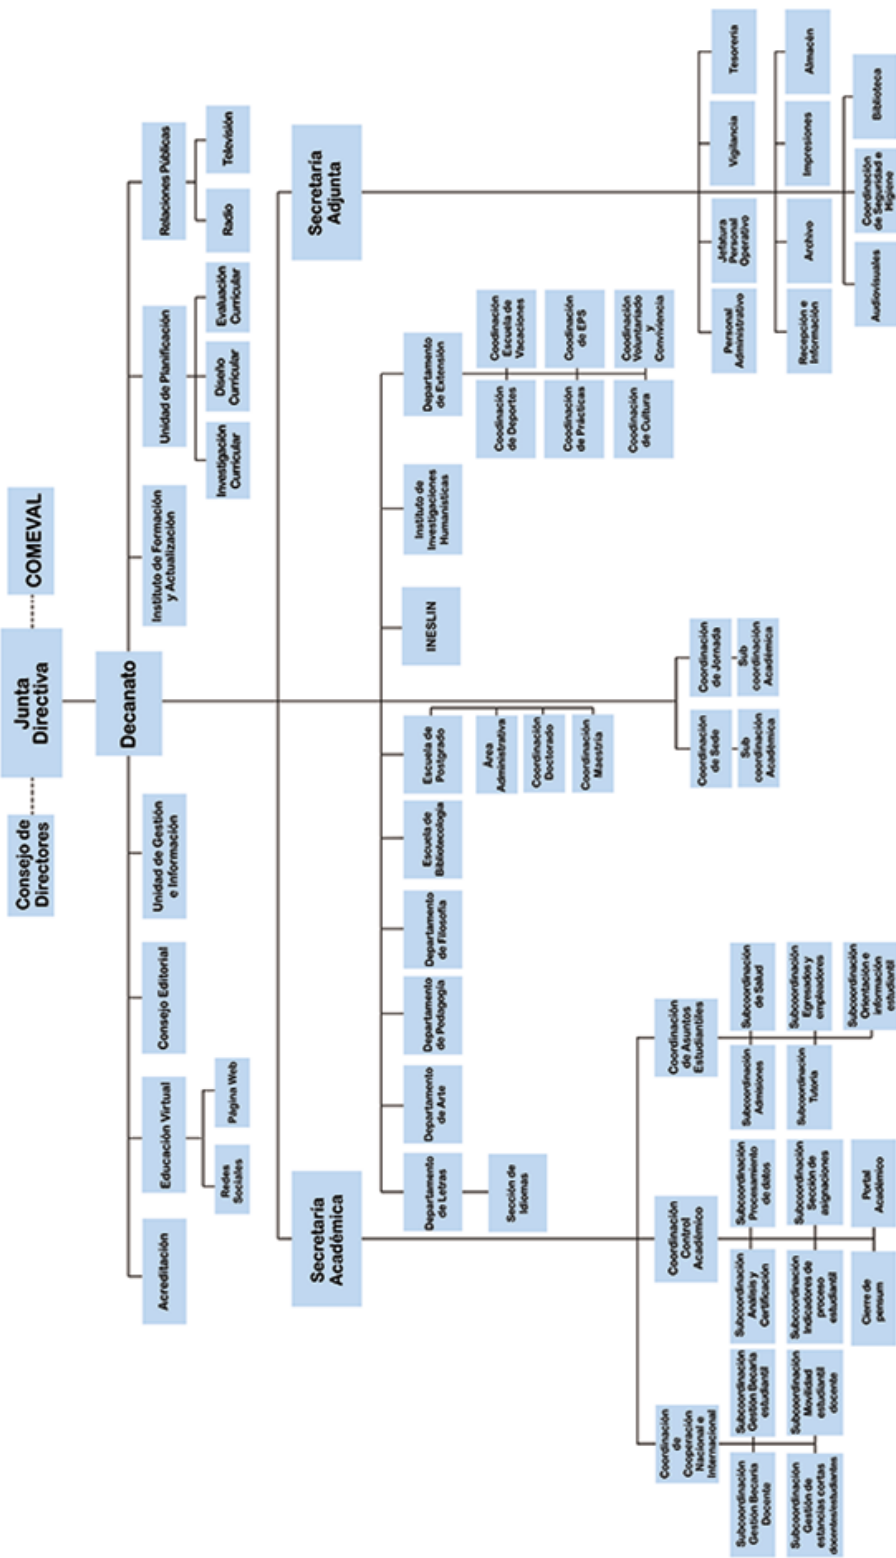 Consejo de
Directores
Junta
Directiva
COMEVAL
Decanato
Acreditación
Educación Virtual
Consejo Editorial
Unidad de Gestión
e Información
Instituto de Formación
y Actualización
Unidad de Planificación
Relaciones Públicas
Redes
Sociales
Página Web
Investigación
Curricular
Diseño
Curricular
Evaluación
Curricular
Radio
Televisión
Secretaría
Académica
Secretaría
Adjunta
Departamento
de Letras
Departamento
de Arte
Departamento
de Pedagogía
Departamento
de Filosofía
Escuela de
Bibliotecología
Escuela de
Postgrado
INESLIN
Instituto de
Investigaciones
Humanísticas
Departamento
de Extensión
Sección de
Idiomas
Área
Administrativa
Coordinación
Doctorado
Coordinación
Maestría
Coodinación
de Deportes
Coodinación
Escuela de
Vacaciones
Coodinación
de Prácticas
Coodinación
de EPS
Coodinación
de Cultura
Coodinación
Voluntariado
y
Convivencia
Coordinación
de Cooperación
Nacional e
Internacional
Coordinación
Control
Académico
Coordinación
de Asuntos
Estudiantiles
Coordinación
de Sede
Coordinación
de Jornada
Sub
coordinación
Académica
Sub
coordinación
Académica
Subcoordinación
Gestión Becaria
Docente
Subcoordinación
Gestión Becaria
estudiantil
Subcoordinación
Gestión de
estancias cortas
docentes/estudiantes
Subcoordinación
Movilidad
estudiantil
docente
Subcoordinación
Análisis y
Certificación
Subcoordinación
Procesamiento
de datos
Subcoordinación
Indicadores de
proceso
estudiantil
Subcoordinación
Sección de
asignaciones
Cierre de
pensum
Portal
Académico
Subcoordinación
Admisiones
Subcoordinación
de Salud
Subcoordinación
Tutoría
Subcoordinación
Egresados y
empleadores
Subcoordinación
Orientación e
información
estudiantil
Personal
Administrativo
Jefatura
Personal
Operativo
Vigilancia
Tesorería
Recepción e
Información
Archivo
Impresiones
Almacén
Audiovisuales
Coordinación
de Seguridad e
Higiene
Biblioteca